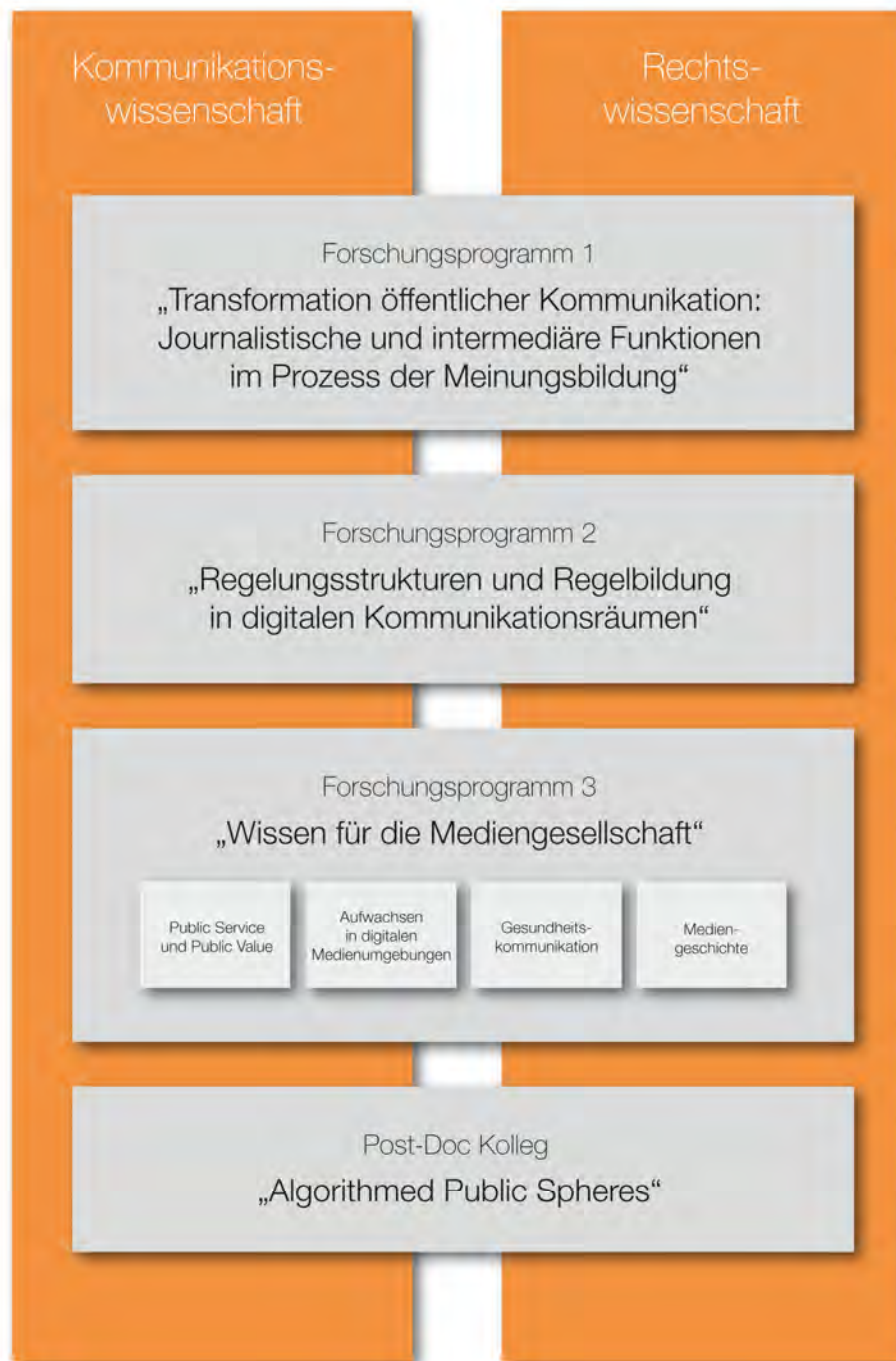 Kommunikations-
wissenschaft
Rechts-
wissenschaft
Forschungsprogramm 1
„Transformation öffentlicher Kommunikation:
Journalistische und intermediäre Funktionen
im Prozess der Meinungsbildung“
Forschungsprogramm 2
„Regelungsstrukturen und Regelbildung
in digitalen Kommunikationsräumen“
Forschungsprogramm 3
„Wissen für die Mediengesellschaft“
Public Service
und Public Value
Aufwachsen
in digitalen
Medienumgebungen
Gesundheits-
kommunikation
Medien-
geschichte
Post-Doc Kolleg
„Algorithmed Public Spheres“